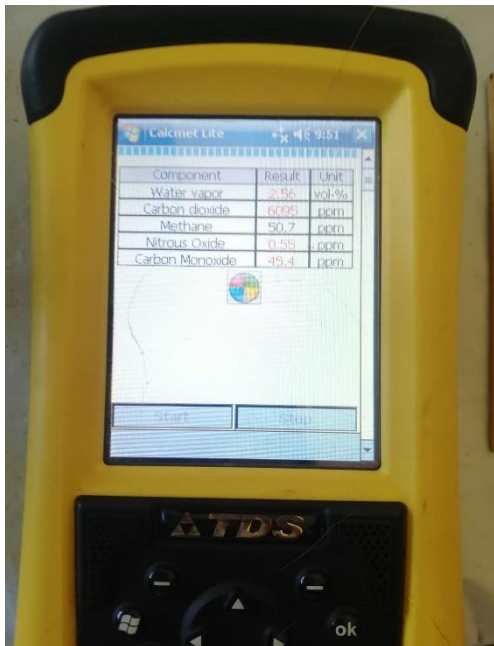 Calcmet Lite 9:51
Component Result Unit
Water vapor 2.56 vol-%
Carbon dioxide 6095 ppm
Methane 50.7 ppm
Nitrous Oxide 0.55 ppm
Carbon Monoxide 45.4 ppm
Start Stop
TDS
ok